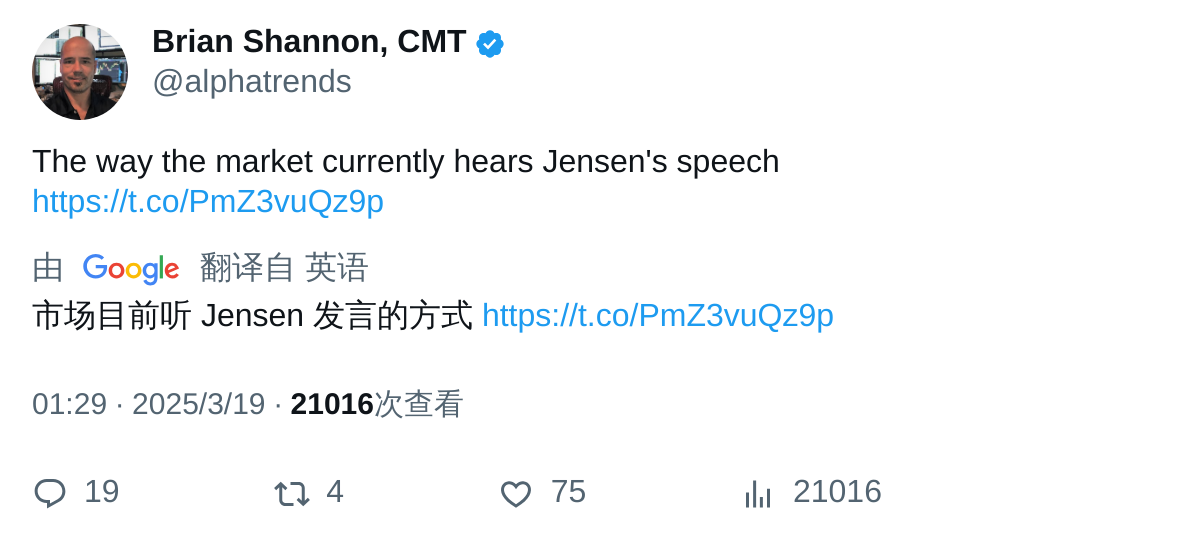 Brian Shannon, CMT
@alphatrends
The way the market currently hears Jensen's speech
https://t.co/PmZ3vuQz9p
由 Google 翻译自 英语
市场目前听 Jensen 发言的方式 https://t.co/PmZ3vuQz9p
01:29 · 2025/3/19 · 21016次查看
19 4 75 21016